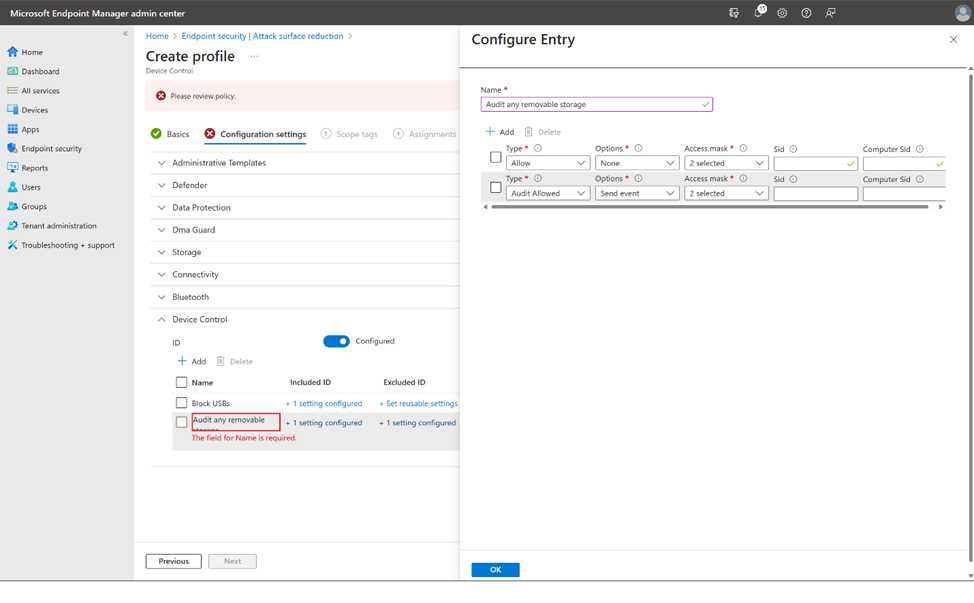 Microsoft Endpoint Manager admin center
15
«
Home
Dashboard
All services
Devices
Apps
Endpoint security
Reports
Users
Groups
Tenant administration
Troubleshooting + support
Home > Endpoint security | Attack surface reduction >
Create profile ...
Device Control
Please review policy.
Basics Configuration settings 3 Scope tags 4 Assignments
Administrative Templates
Defender
Data Protection
Dma Guard
Storage
Connectivity
Bluetooth
Device Control
ID Configured
+ Add Delete
Name Included ID Excluded ID
Block USBs + 1 setting configured + Set reusable settings
Audit any removable + 1 setting configured + 1 setting configured
storage
The field for Name is required.
Previous Next
Configure Entry
Name *
Audit any removable storage
+ Add Delete
Type * Options * Access mask * Sid Computer Sid
Allow None 2 selected
Type * Options * Access mask * Sid Computer Sid
Audit Allowed Send event 2 selected
OK